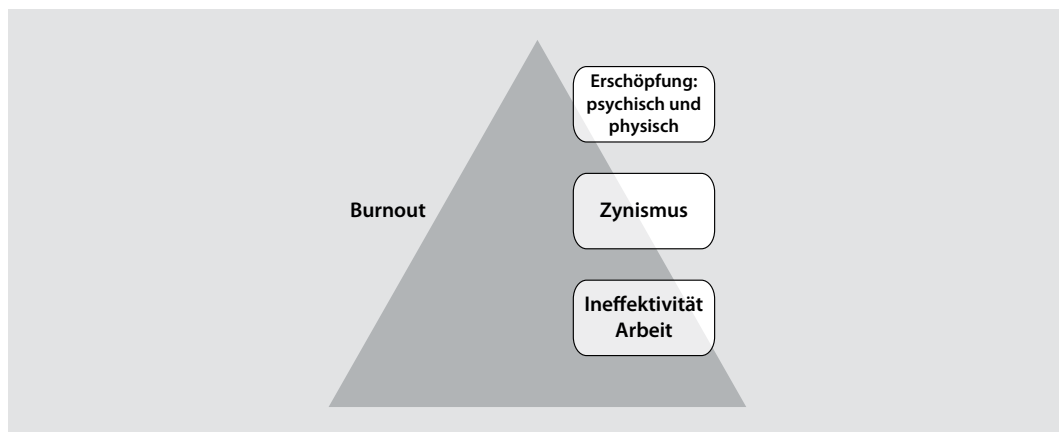 Erschöpfung:
psychisch und
physisch
Burnout
Zynismus
Ineffektivität
Arbeit